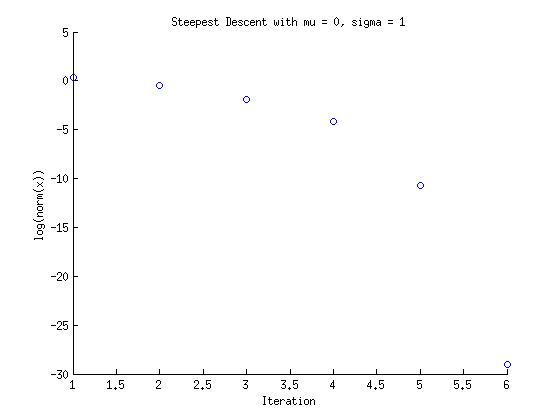 Steepest Descent with mu = 0, sigma = 1
5
0
-5
-10
-15
-20
-25
-30
log(norm(x))
1 1.5 2 2.5 3 3.5 4 4.5 5 5.5 6
Iteration